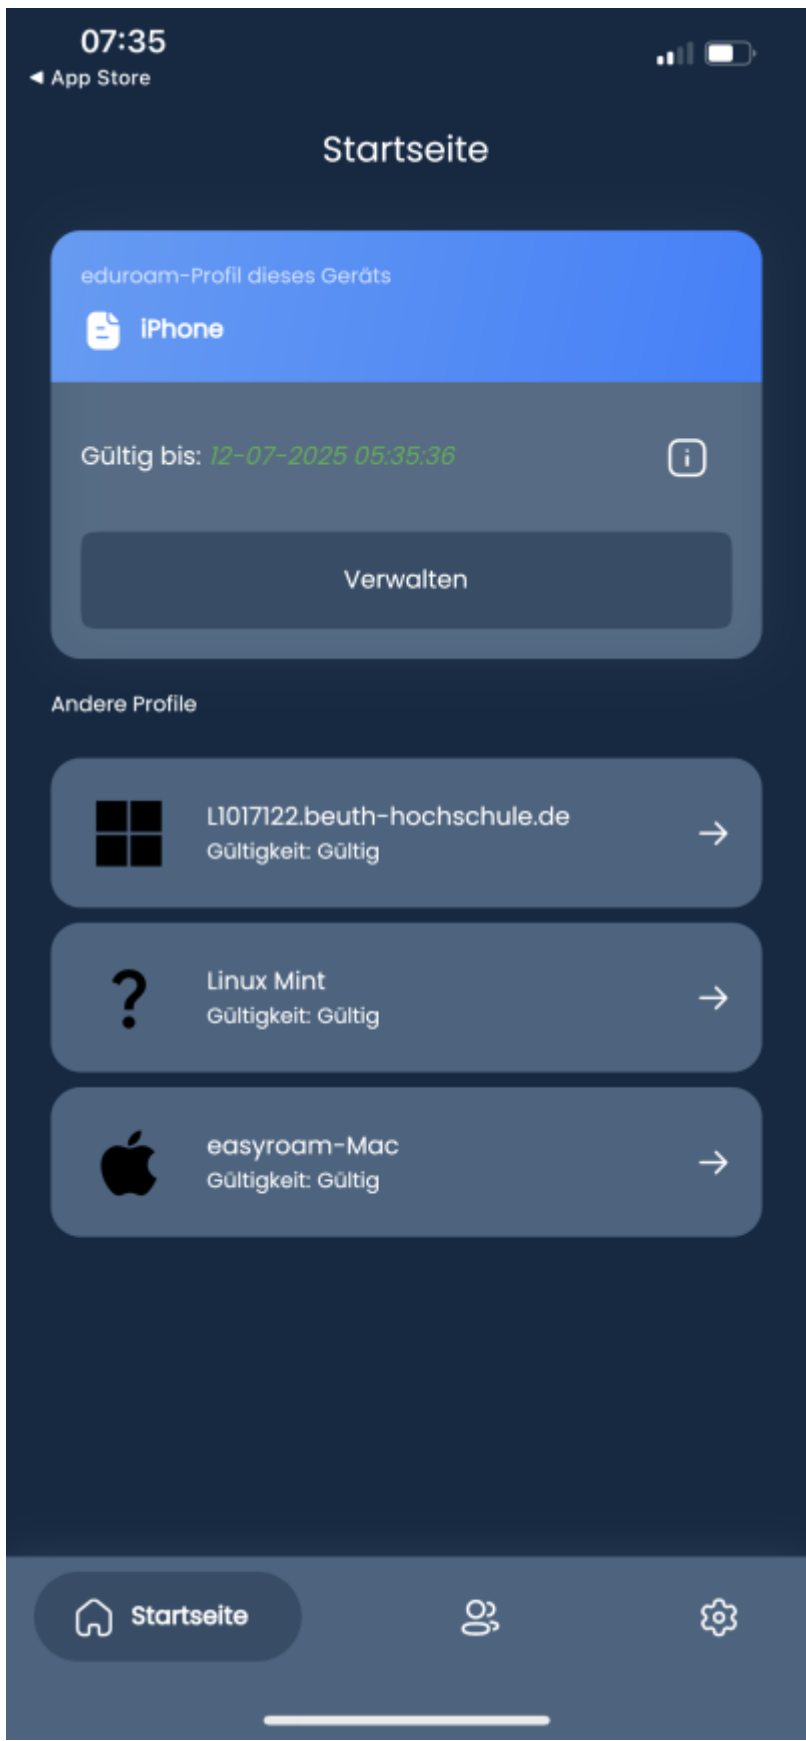 07:35
◀ App Store
Startseite
eduroam-Profil dieses Geräts
iPhone
Gültig bis: 12-07-2025 05:35:36
Verwalten
Andere Profile
L1017122.beuth-hochschule.de
Gültigkeit: Gültig
Linux Mint
Gültigkeit: Gültig
easyroam-Mac
Gültigkeit: Gültig
Startseite